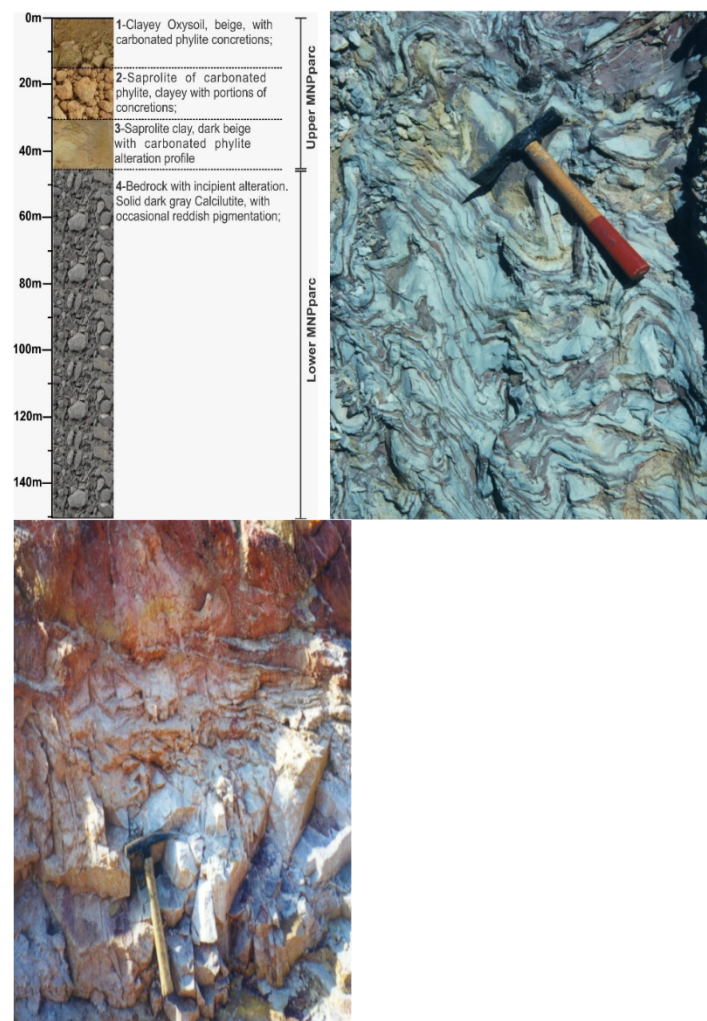 0m
20m
40m
60m
80m
100m
120m
140m
1-Clayey Oxysoil, beige, with
carbonated phylite concretions;
2-Saprolite of carbonated
phylite, clayey with portions of
concretions;
3-Saprolite clay, dark beige
with carbonated phylite
alteration profile
4-Bedrock with incipient alteration.
Solid dark gray Calcilutite, with
occasional reddish pigmentation;
Upper MNPparc
Lower MNPparc